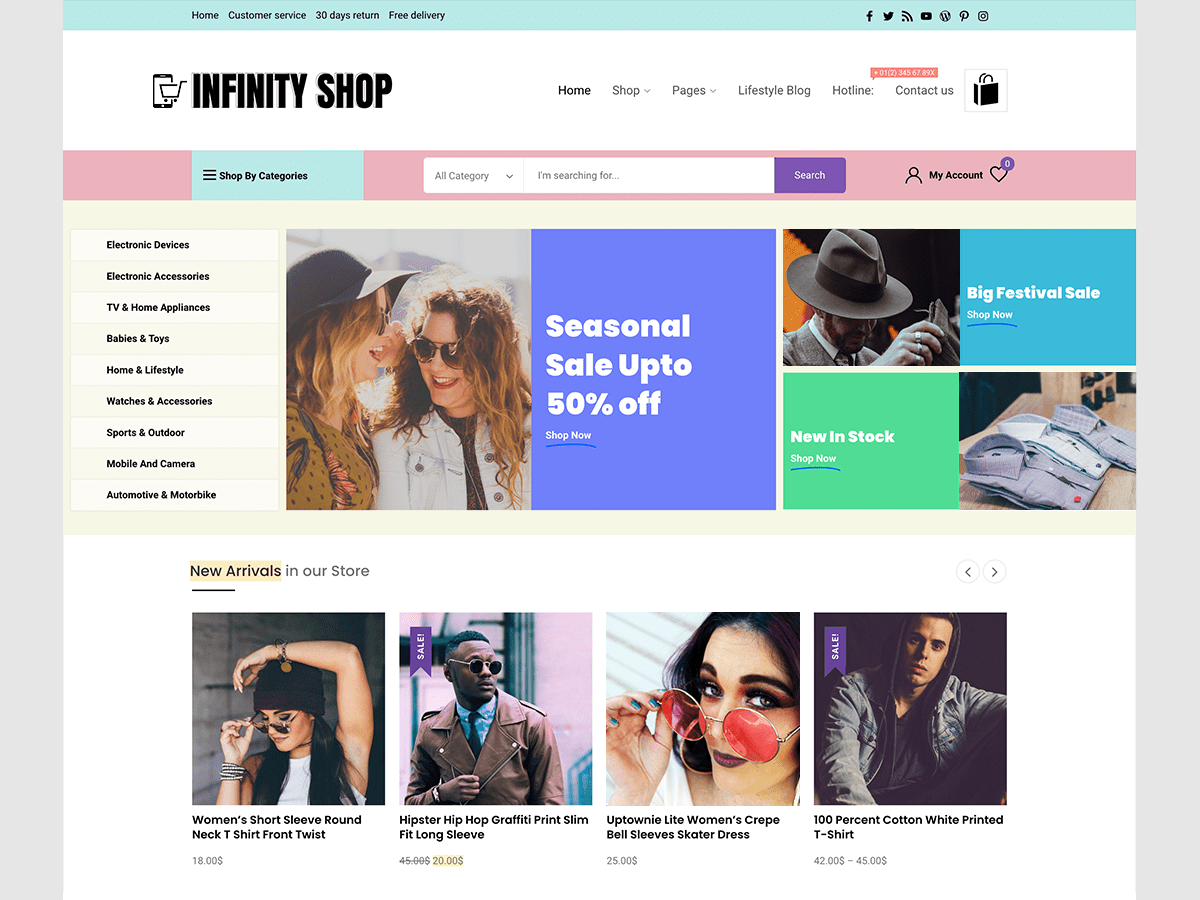 Home Customer service 30 days return Free delivery
INFINITY SHOP
+ 01(2) 345 67.89X
Home Shop Pages Lifestyle Blog Hotline: Contact us
Shop By Categories
All Category I'm searching for... Search
My Account 0
Electronic Devices
Electronic Accessories
TV & Home Appliances
Babies & Toys
Home & Lifestyle
Watches & Accessories
Sports & Outdoor
Mobile And Camera
Automotive & Motorbike
Seasonal
Sale Upto
50% off
Shop Now
Big Festival Sale
Shop Now
New In Stock
Shop Now
New Arrivals in our Store
SALE!
SALE!
Women's Short Sleeve Round
Neck T Shirt Front Twist
18.00$
Hipster Hip Hop Graffiti Print Slim
Fit Long Sleeve
45.00$ 20.00$
Uptownie Lite Women's Crepe
Bell Sleeves Skater Dress
25.00$
100 Percent Cotton White Printed
T-Shirt
42.00$ – 45.00$